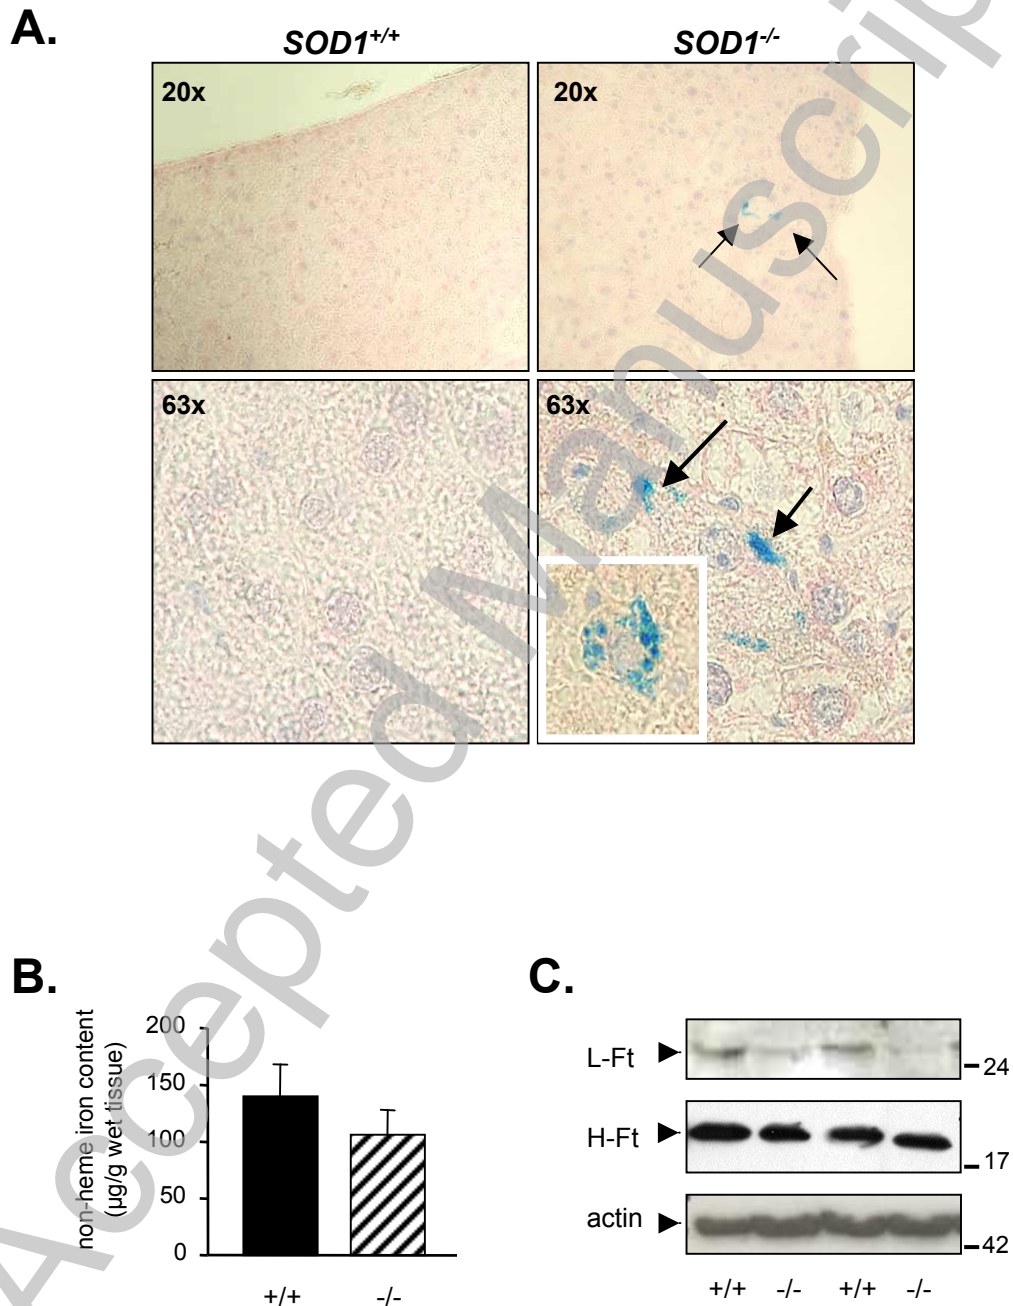 A.
SOD1+/+
SOD1-/-
20x
20x
63x
63x
B.
non-heme iron content
(µg/g wet tissue)
200
150
100
50
0
+/+
-/-
C.
L-Ft
24
H-Ft
17
actin
42
+/+ -/- +/+ -/-
Accepted Manuscrip